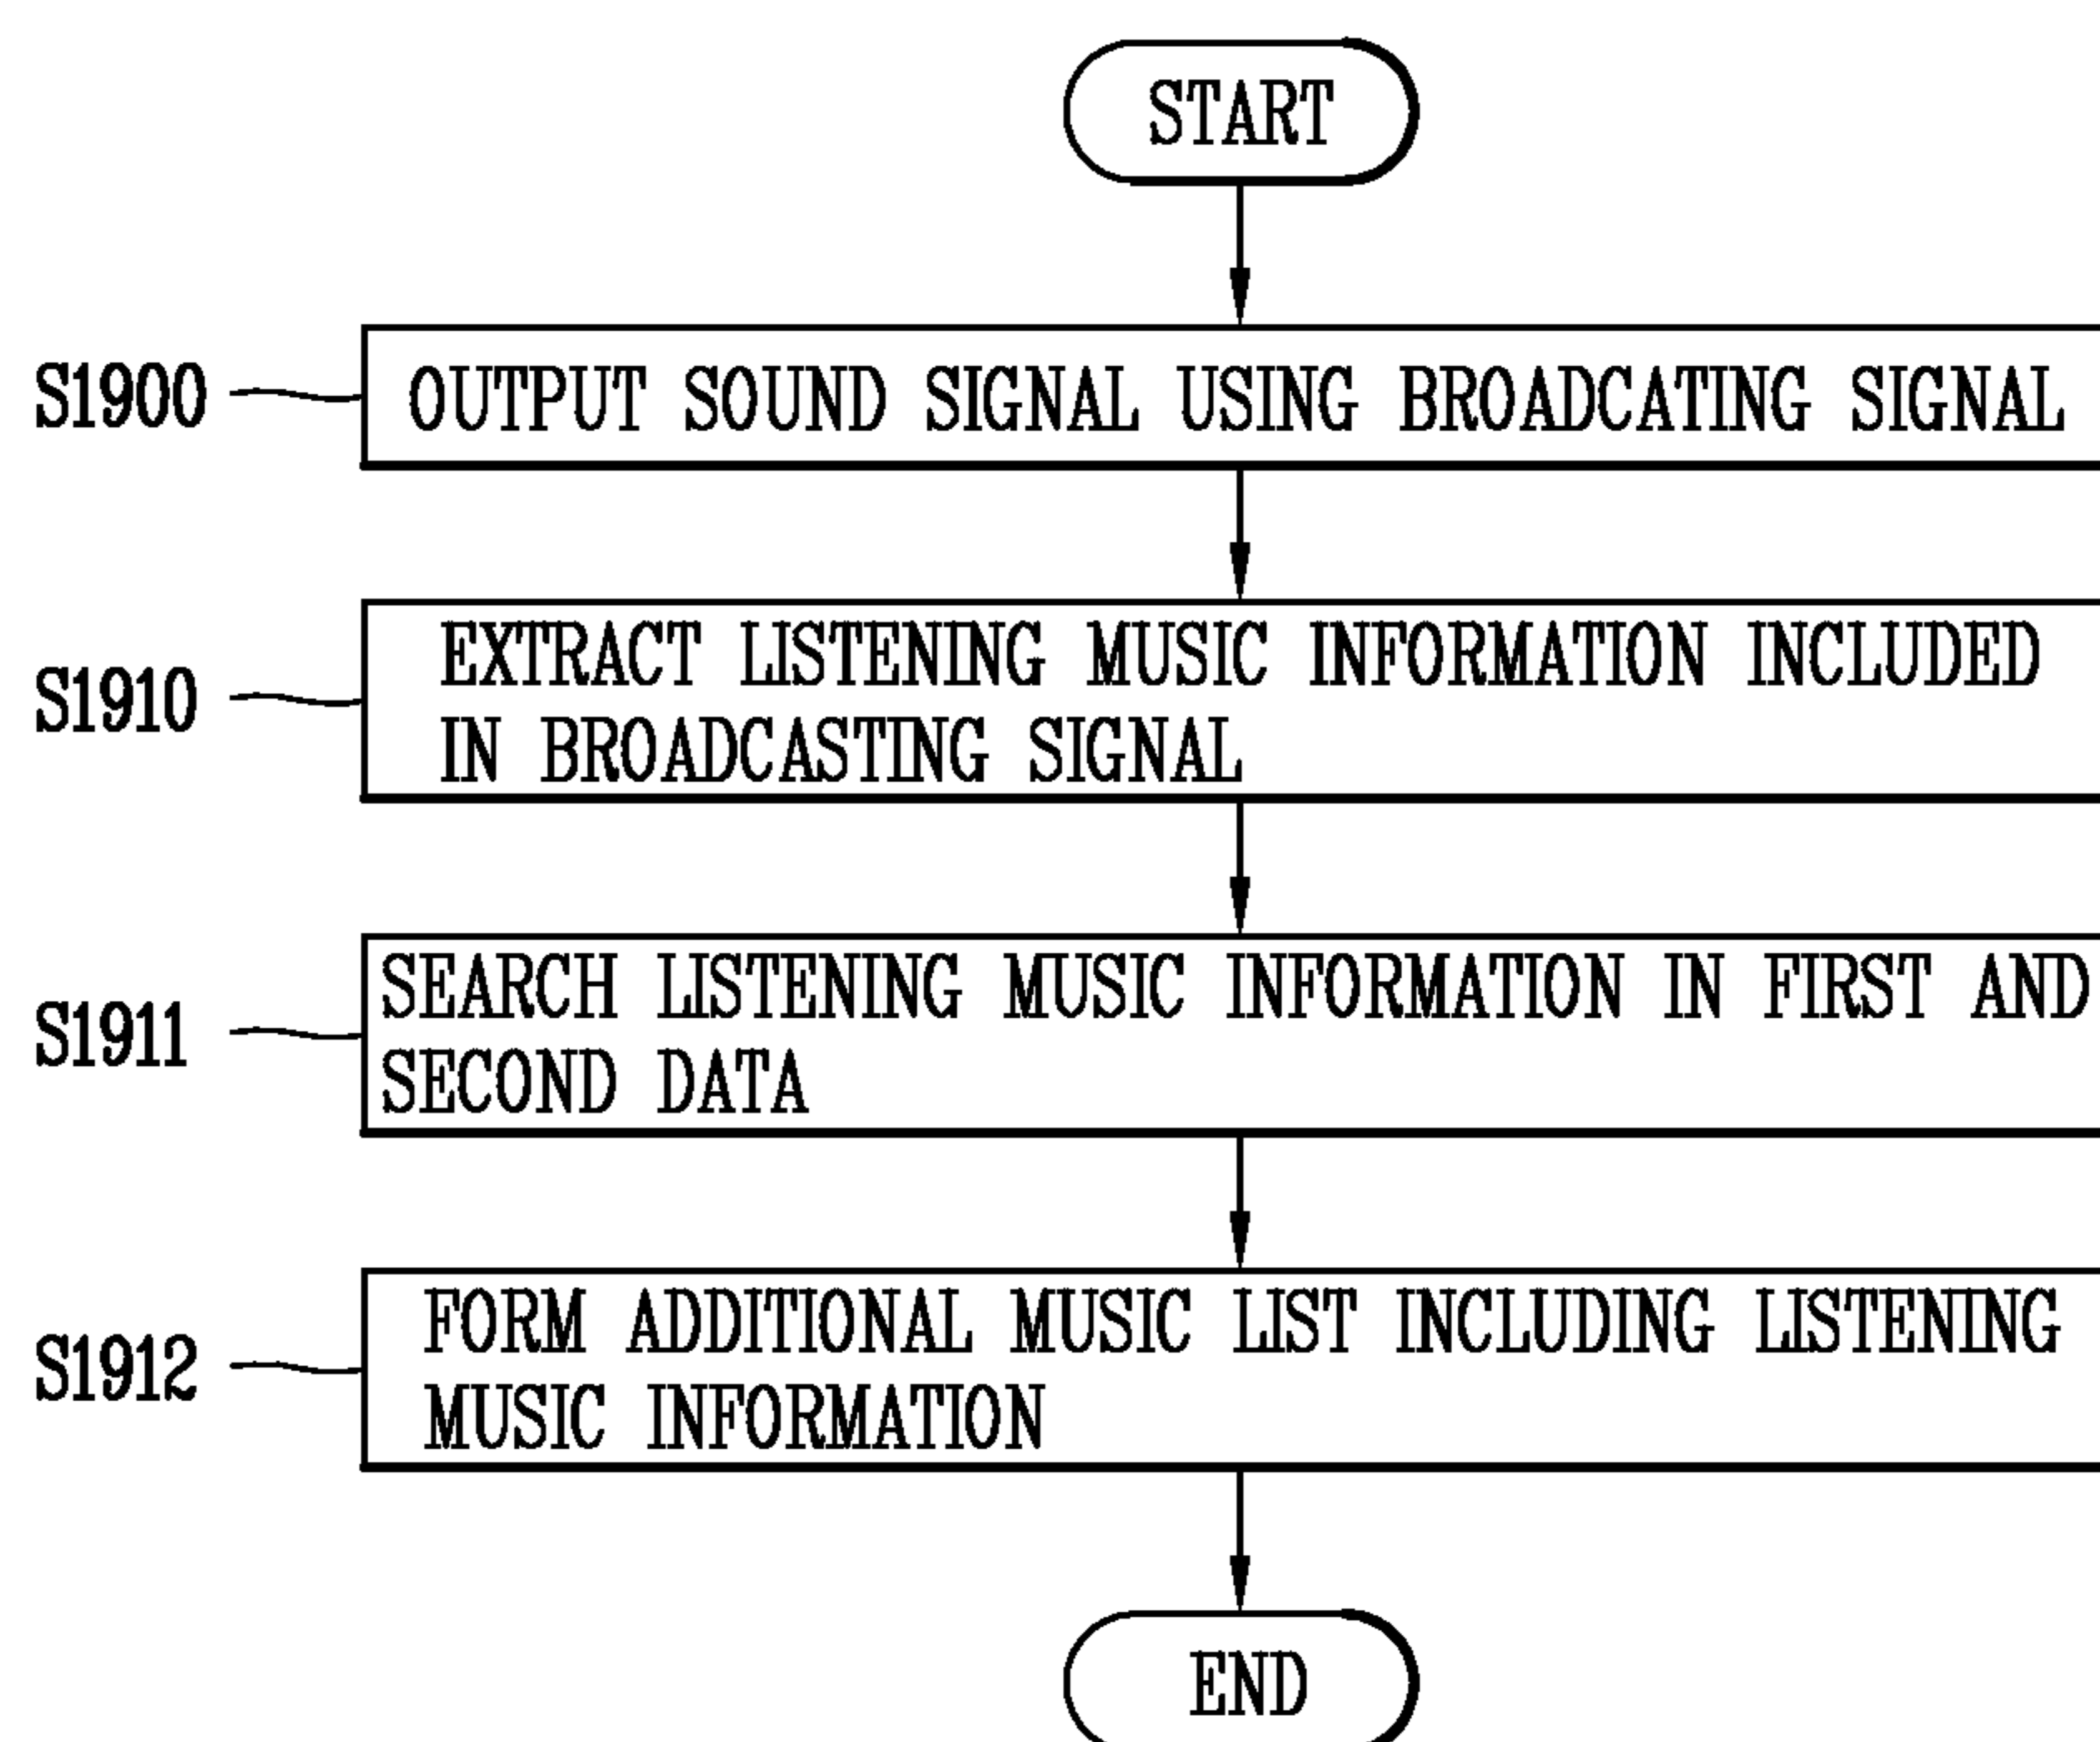 START
S1900
OUTPUT SOUND SIGNAL USING BROADCATING SIGNAL
S1910
EXTRACT LISTENING MUSIC INFORMATION INCLUDED
IN BROADCASTING SIGNAL
S1911
SEARCH LISTENING MUSIC INFORMATION IN FIRST AND
SECOND DATA
S1912
FORM ADDITIONAL MUSIC LIST INCLUDING LISTENING
MUSIC INFORMATION
END